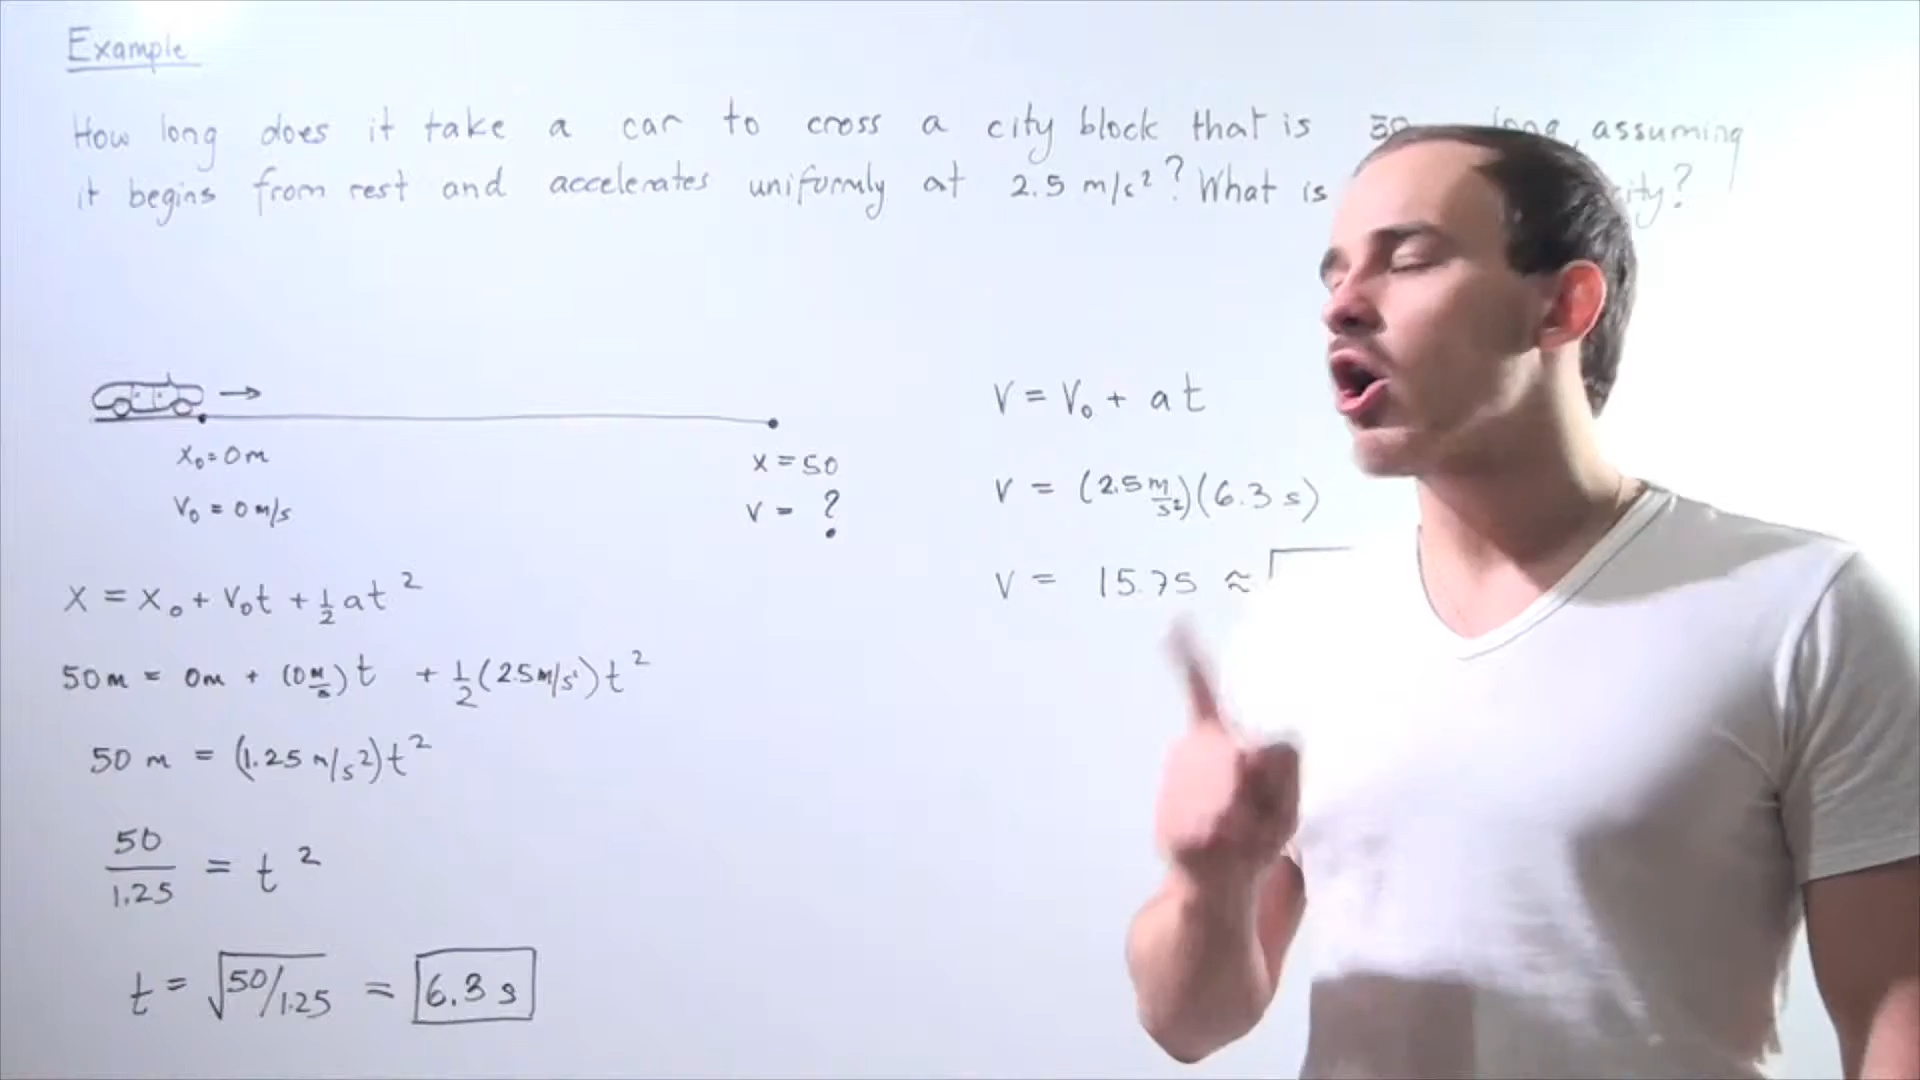 Example
How long does it take a car to cross a city block that is 50 long, assuming
it begins from rest and accelerates uniformly at 2.5 m/s²? What is
x₀=0m
V₀ = 0 m/s
x = 50
v = ?
x = x₀ + v₀t + ½at²
50m = 0m + (0 m/s)t + ½(2.5 m/s²)t²
50 m = (1.25 m/s²)t²
50/1.25 = t²
t = √50/1.25 = 6.3 s
V = V₀ + at
v = (2.5 m/s²)(6.3 s)
v = 15.75 ≈